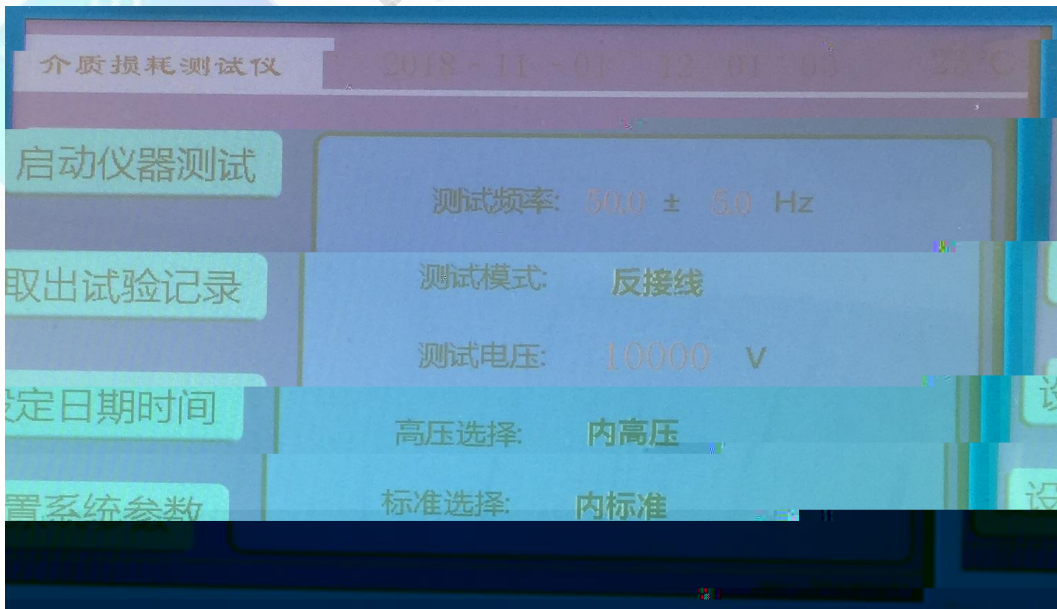 介质损耗测试仪 2018 - 11 - 01 12 01
启动仪器测试
测试频率: 50.0 ± 5.0 Hz
取出试验记录
测试模式: 反接线
测试电压: 10000 V
定日期时间
高压选择: 内高压
置系统参数
标准选择: 内标准